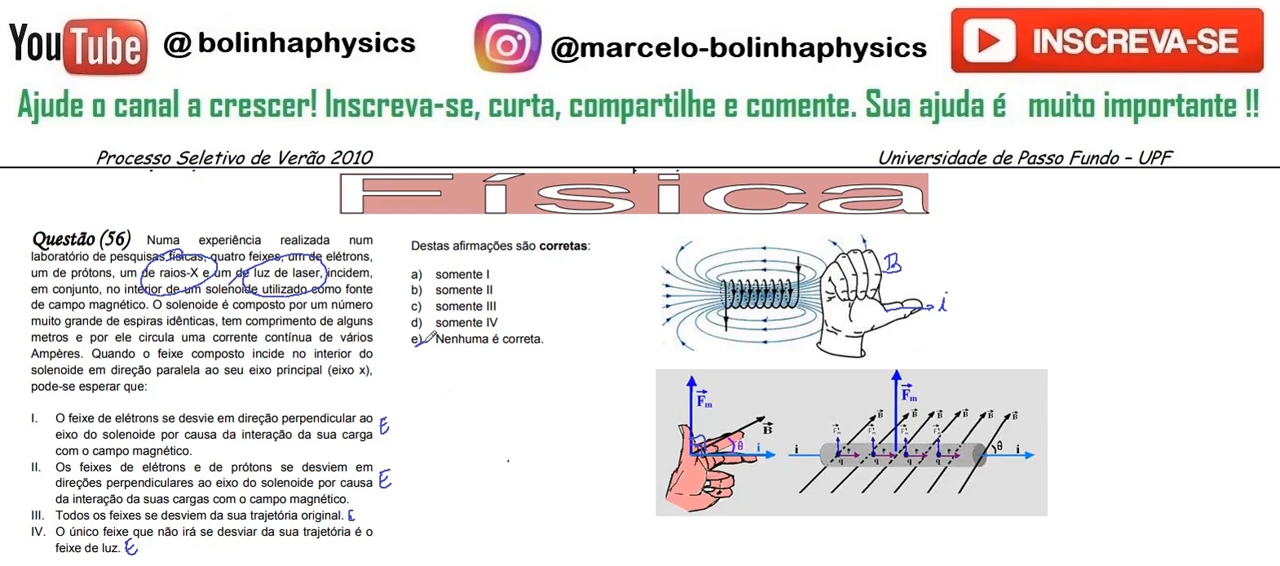 YouTube @bolinhaphysics @marcelo-bolinhaphysics INSCREVA-SE
Ajude o canal a crescer! Inscreva-se, curta, compartilhe e comente. Sua ajuda é muito importante !!
Processo Seletivo de Verão 2010 Universidade de Passo Fundo – UPF
Física
Questão (56) Numa experiência realizada num
laboratório de pesquisas físicas, quatro feixes, um de elétrons,
um de prótons, um de raios-X e um de luz de laser, incidem,
em conjunto, no interior de um solenoide utilizado como fonte
de campo magnético. O solenoide é composto por um número
muito grande de espiras idênticas, tem comprimento de alguns
metros e por ele circula uma corrente contínua de vários
Ampères. Quando o feixe composto incide no interior do
solenoide em direção paralela ao seu eixo principal (eixo x),
pode-se esperar que:
I. O feixe de elétrons se desvie em direção perpendicular ao
eixo do solenoide por causa da interação da sua carga
com o campo magnético.
E
II. Os feixes de elétrons e de prótons se desviem em
direções perpendiculares ao eixo do solenoide por causa
da interação da suas cargas com o campo magnético.
E
III. Todos os feixes se desviem da sua trajetória original. E
IV. O único feixe que não irá se desviar da sua trajetória é o
feixe de luz. E
Destas afirmações são corretas:
a) somente I
b) somente II
c) somente III
d) somente IV
e) Nenhuma é correta.
B
i
Fm
B
θ
i
i
Fm
B
B
B
B
B
θ
i